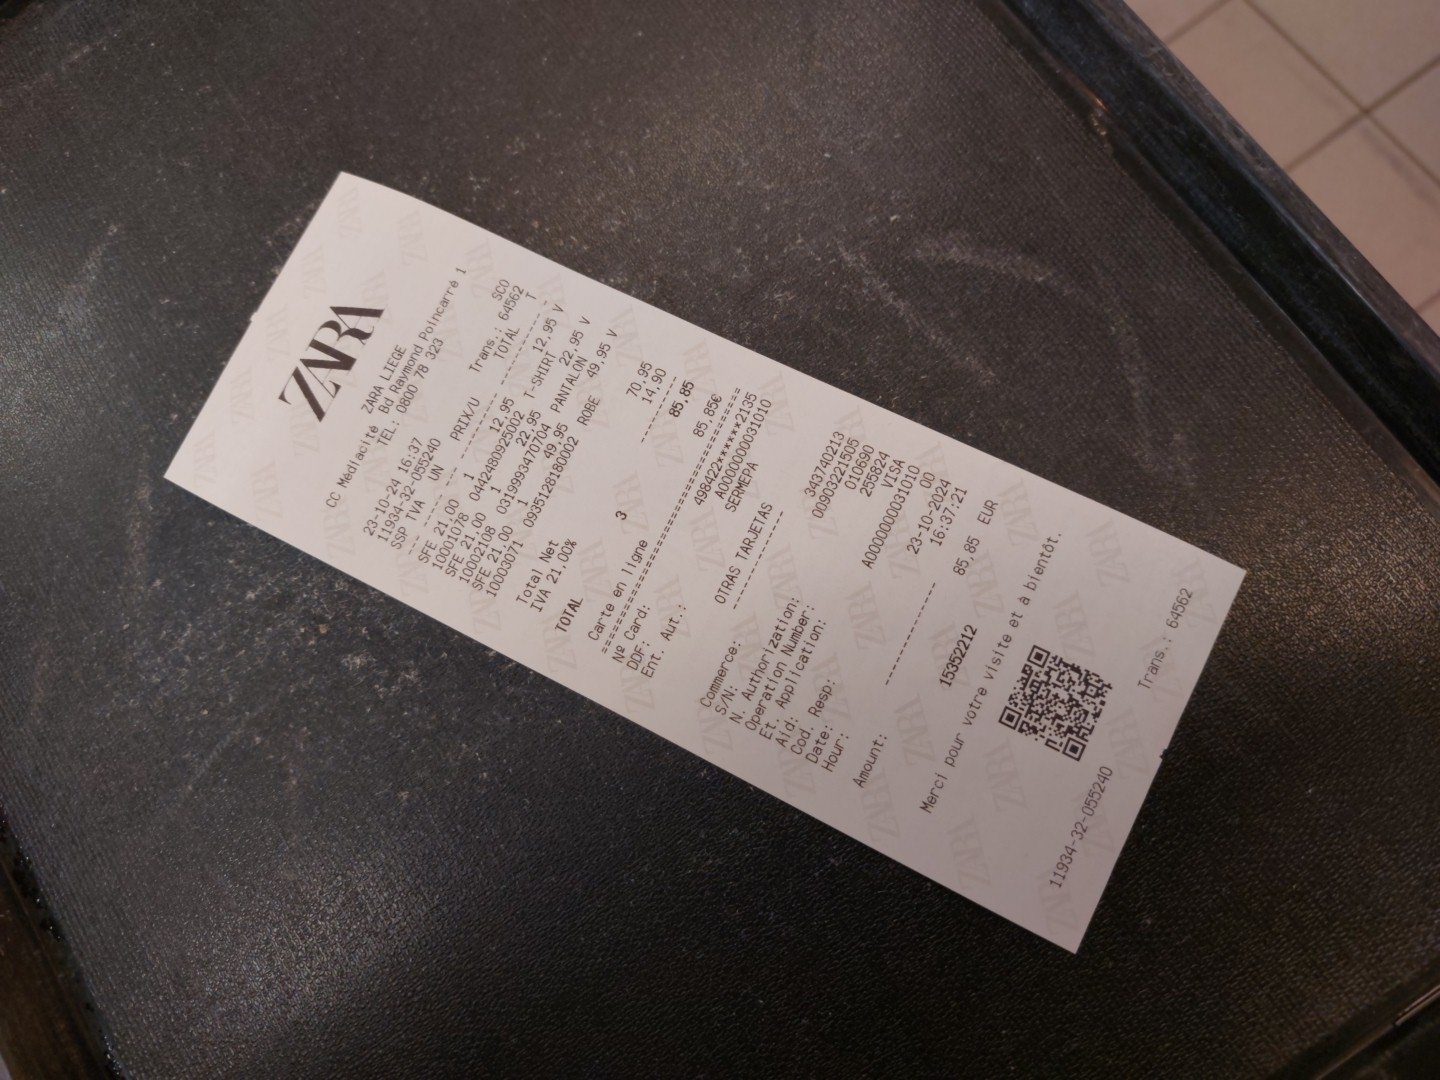 ZARA
ZARA LIEGE
CC Médiacité Bd Raymond Poincarré 1
TEL: 0800 78 323
SCO
23-10-24 16:37 Trans.: 64562
11934-32-055240
SSP TVA UN PRIX/U TOTAL T
SFE 21.00 1 12,95 12,95 V
10001078 0442480925002 T-SHIRT
SFE 21.00 1 22,95 22,95 V
10002108 03199934707​04 PANTALON
SFE 21.00 1 49,95 49,95 V
10003071 09351281800​02 ROBE
Total Net 70,95
IVA 21.00% 14,90
TOTAL 3 85,85
Carte en ligne 85,85€
Nº Card: 498422******2135
DDF: A0000000031010
Ent. Aut.: SERMEPA
OTRAS TARJETAS
Commerce: 343740213
S/N: 00903221505
N. Authorization: 010690
Operation Number: 255824
Et. Application: VISA
Aid: A0000000031010
Cod. Resp: 00
Date: 23-10-2024
Hour: 16:37:21
Amount: 85,85 EUR
15352212
Merci pour votre visite et à bientôt.
11934-32-055240 Trans.: 64562